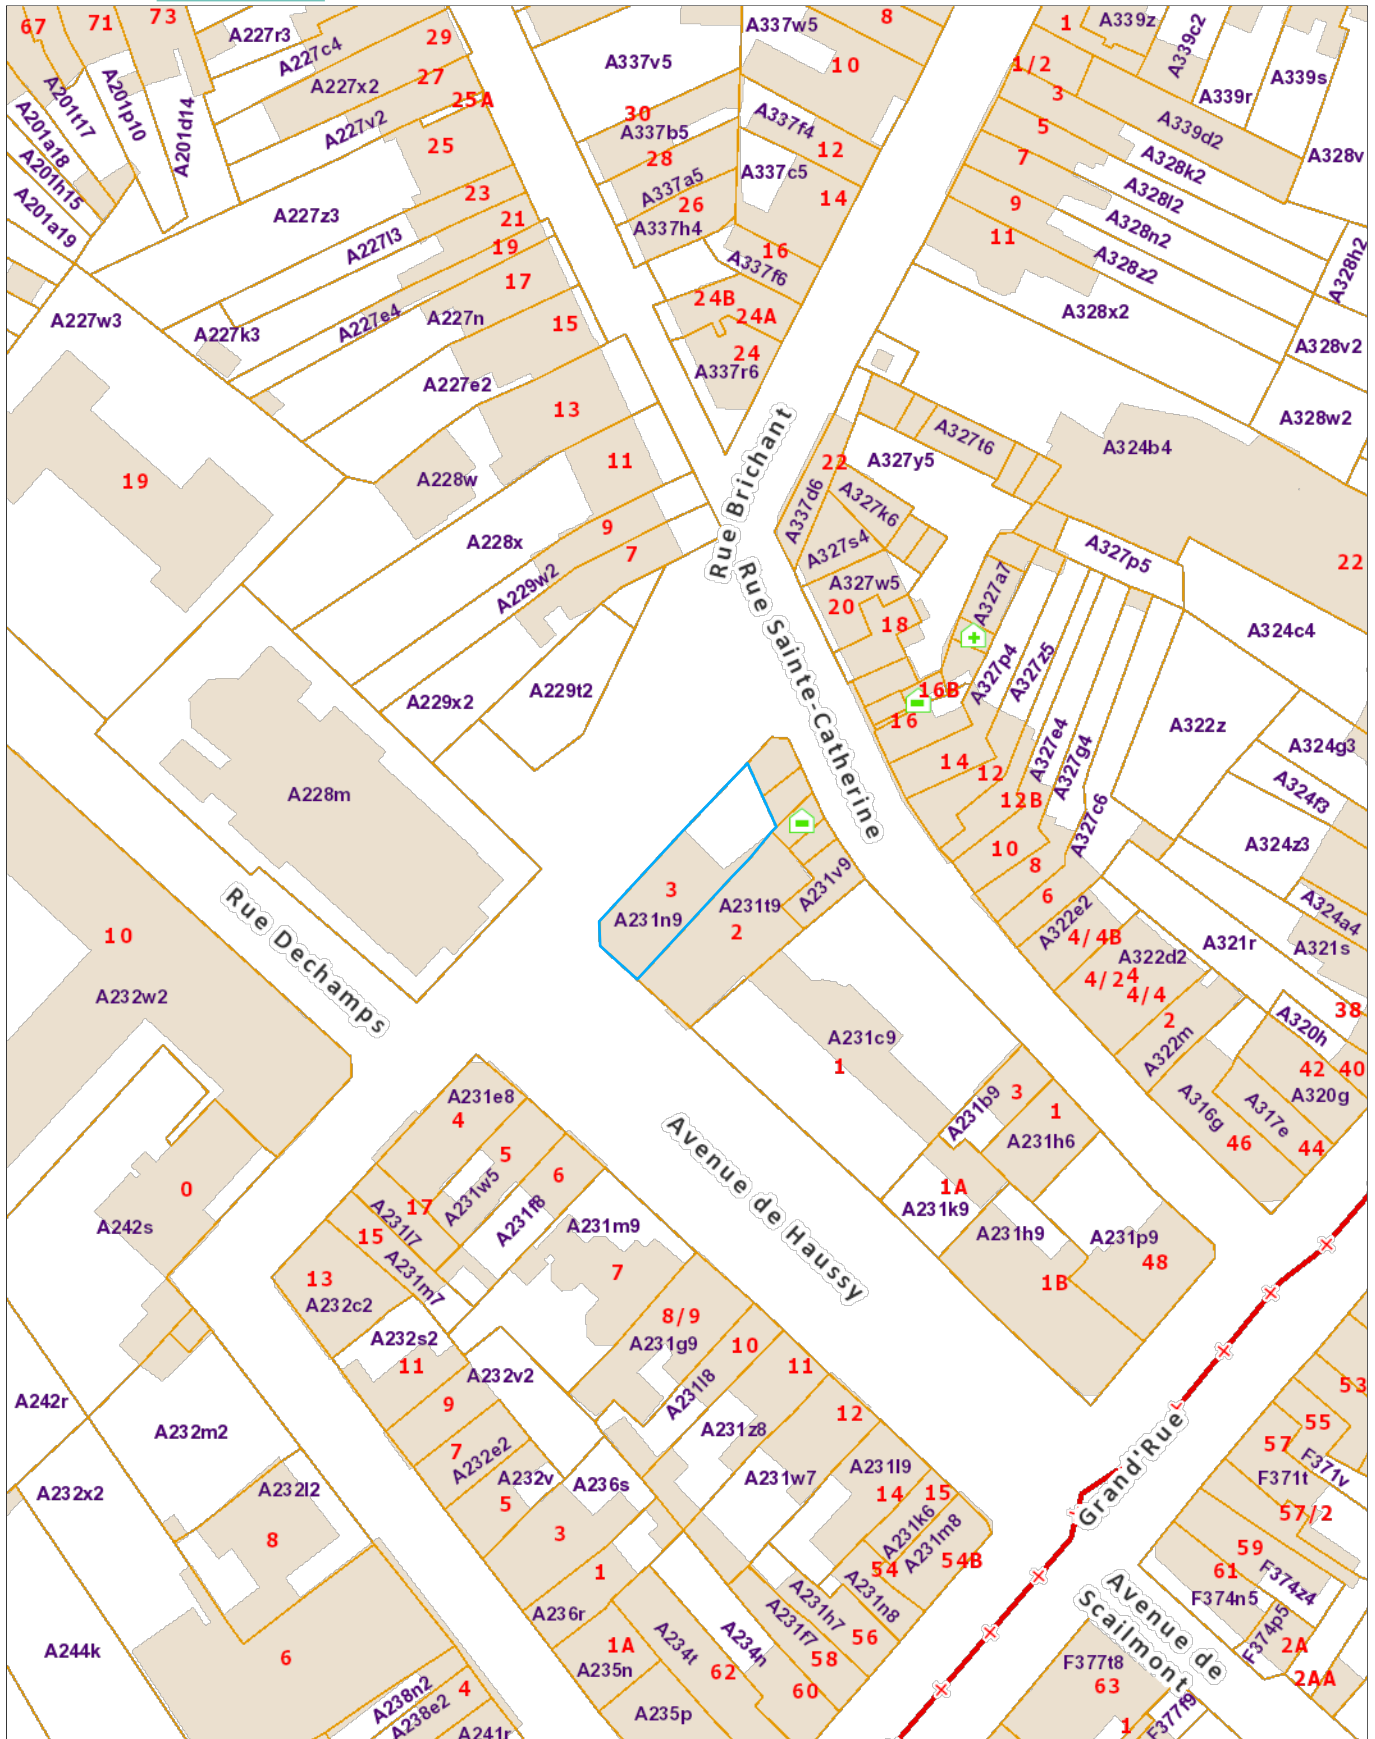 67
71
73
A227r3
A227c4
29
A337v5
A337w5
8
10
1
A339z
A339c2
A339s
A339r
1/2
3
A339d2
A328v
A201t17
A201p10
A201d14
A201a18
A201h15
A201a19
A227x2
27
25A
A227v2
25
30
A337b5
28
A337a5
26
A337h4
A337f4
12
A337c5
14
5
7
A328k2
A328l2
9
A328n2
11
A328z2
A328h2
23
A227z3
21
A227l3
19
17
16
A337f6
24B
24A
24
A337r6
A328x2
A328v2
A328w2
A227w3
A227k3
A227e4
A227n
15
A227e2
13
11
A228w
19
A228x
9
7
A229w2
Rue Brichant
22
A337d6
A327y5
A327t6
A324b4
A327k6
A327s4
A327w5
20
18
A327a7
A327p5
22
A324c4
A229x2
A229t2
Rue Sainte-Catherine
16B
16
A327p4
A327z5
14
12
12B
A327e4
A327g4
A327c6
A322z
A324g3
A324f3
A324z3
A324a4
A228m
3
A231n9
A231t9
2
A231v9
10
8
6
A322e2
4/4B
A322d2
4/24
4/4
2
A322m
A321r
A321s
38
A320h
42
40
A320g
A317e
A316g
46
44
Rue Dechamps
10
A232w2
A231c9
1
3
A231b9
1
A231h6
1A
A231k9
A231h9
A231p9
48
1B
Avenue de Haussy
A231e8
4
5
A231w5
6
A231f8
17
A231l7
15
A231m7
13
A232c2
0
A242s
A231m9
7
8/9
A231g9
10
A231l8
11
12
A231z8
A231w7
A232s2
11
A232v2
9
7
A232e2
A232v
5
A236s
3
1
A242r
A232m2
A232x2
A232l2
8
A231l9
14
15
A231k6
A231m8
54
54B
A231n8
A231h7
56
A231f7
58
60
A234n
62
A234t
A236r
1A
A235n
A235p
A244k
6
A238n2
4
A238e2
A241r
Grand'Rue
53
55
57
F371v
F371t
57/2
59
61
F374z4
F374n5
F374p5
2A
2AA
Avenue de
Scailmont
F377t8
63
1
F377f9